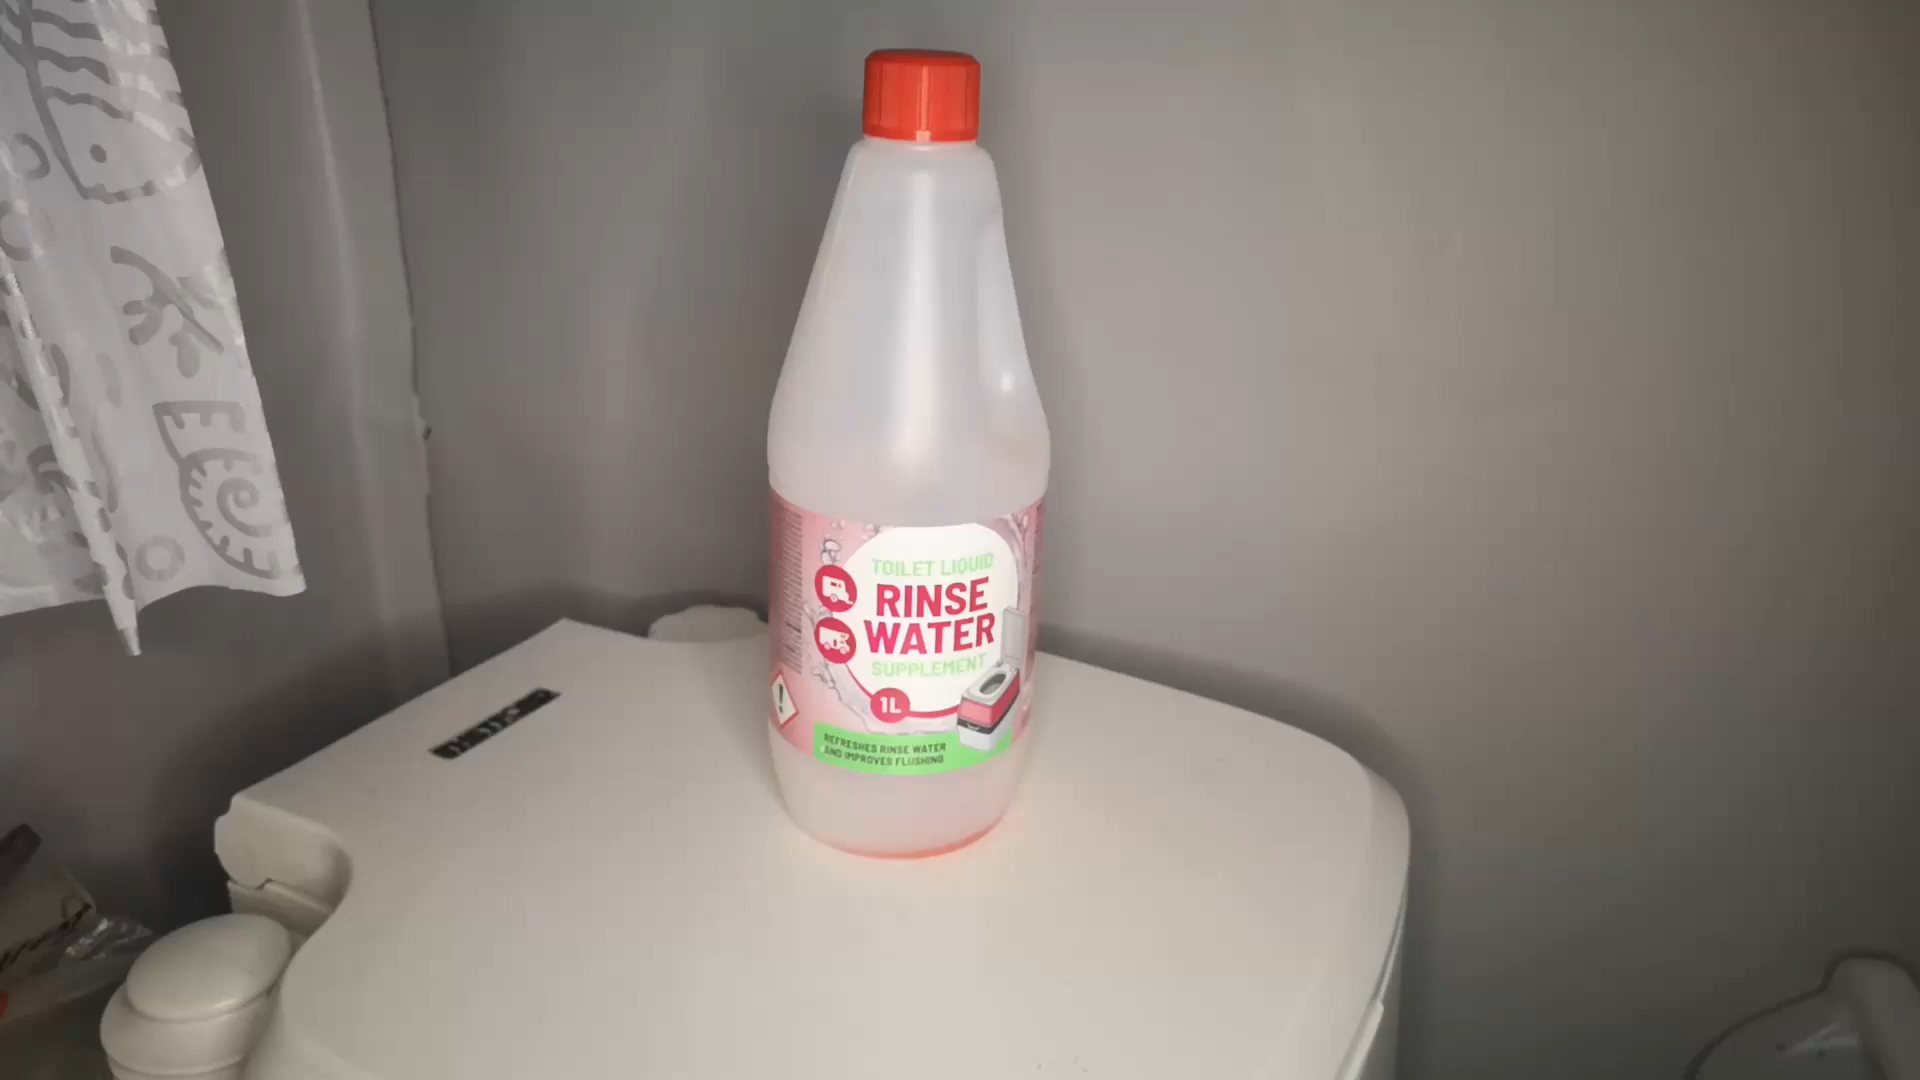 TOILET LIQUID
RINSE
WATER
SUPPLEMENT
1L
REFRESHES RINSE WATER
AND IMPROVES FLUSHING